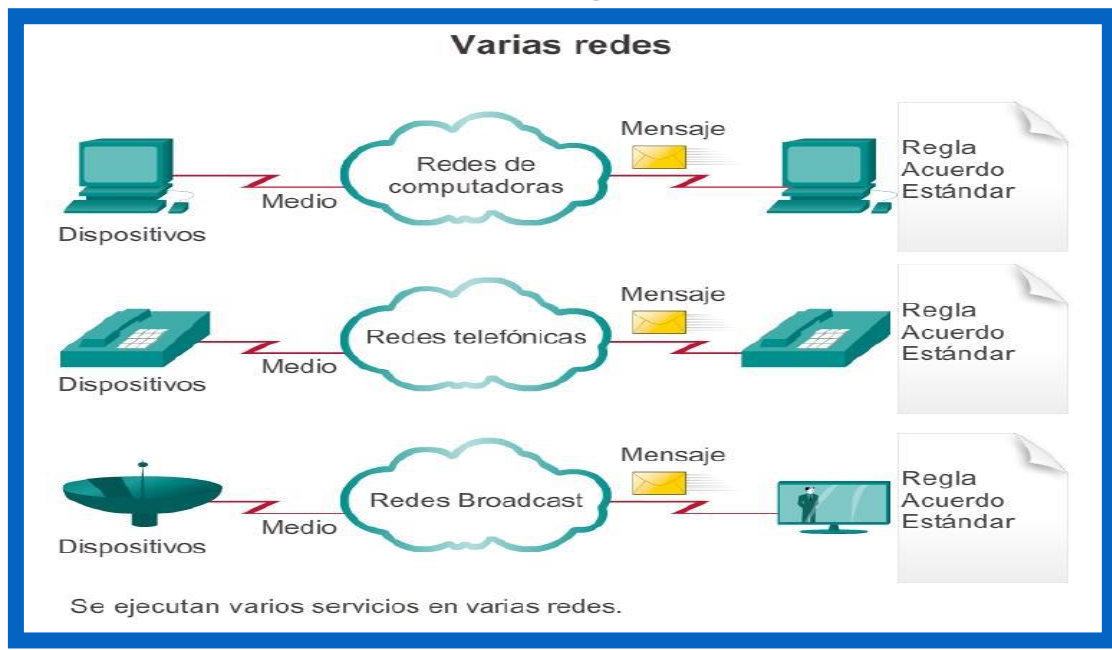 Varias redes
Redes de
computadoras
Mensaje
Medio
Dispositivos
Regla
Acuerdo
Estándar
Redes telefónicas
Mensaje
Medio
Dispositivos
Regla
Acuerdo
Estándar
Redes Broadcast
Mensaje
Medio
Dispositivos
Regla
Acuerdo
Estándar
Se ejecutan varios servicios en varias redes.